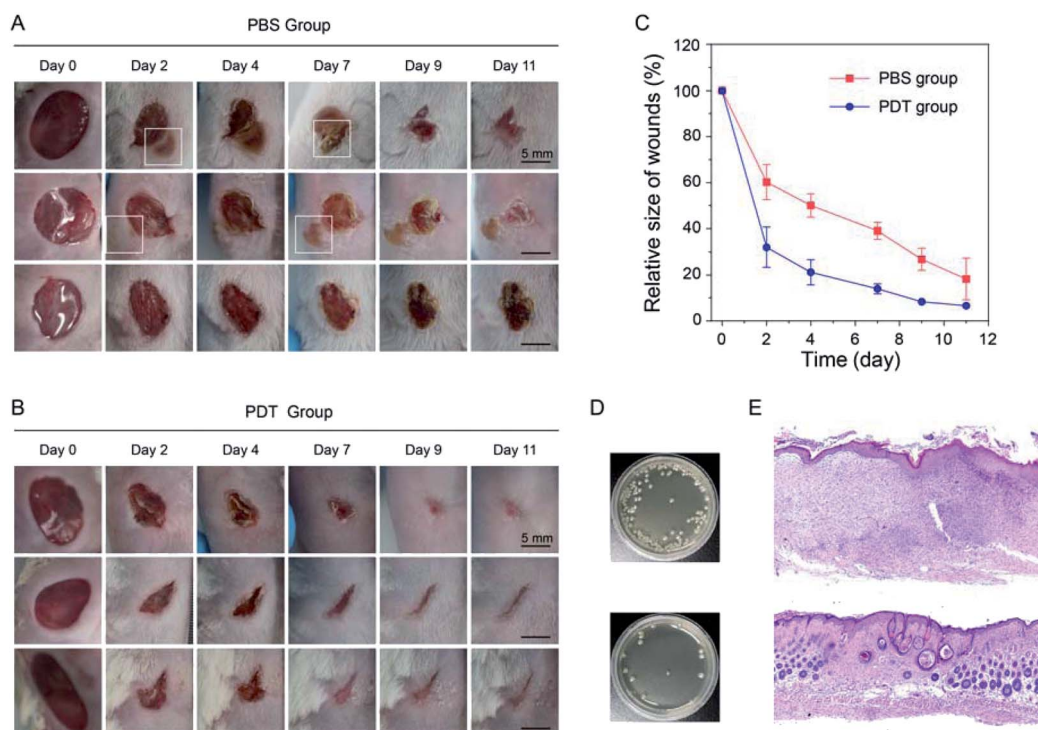 A
PBS Group
Day 0 Day 2 Day 4 Day 7 Day 9 Day 11
5 mm
B
PDT Group
Day 0 Day 2 Day 4 Day 7 Day 9 Day 11
5 mm
C
Relative size of wounds (%)
120
100
80
60
40
20
0
PBS group
PDT group
0 2 4 6 8 10 12
Time (day)
D
E